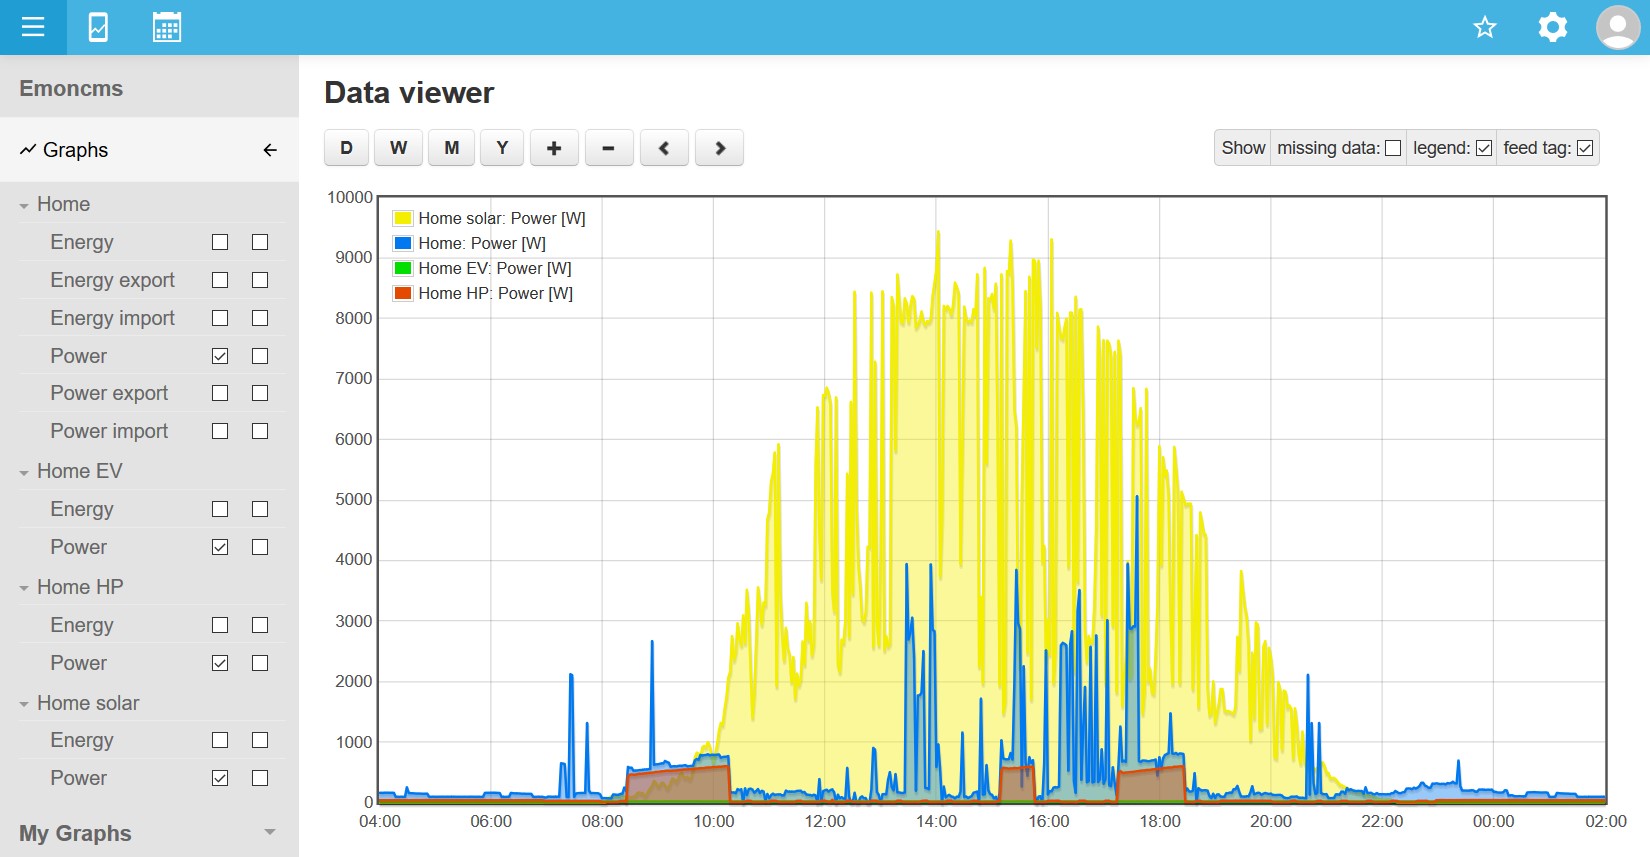 Emoncms
Graphs
Home
Energy
Energy export
Energy import
Power
Power export
Power import
Home EV
Energy
Power
Home HP
Energy
Power
Home solar
Energy
Power
My Graphs
Data viewer
D W M Y + - < >
Show missing data: legend: feed tag:
Home solar: Power [W]
Home: Power [W]
Home EV: Power [W]
Home HP: Power [W]
10000
9000
8000
7000
6000
5000
4000
3000
2000
1000
0
04:00 06:00 08:00 10:00 12:00 14:00 16:00 18:00 20:00 22:00 00:00 02:00